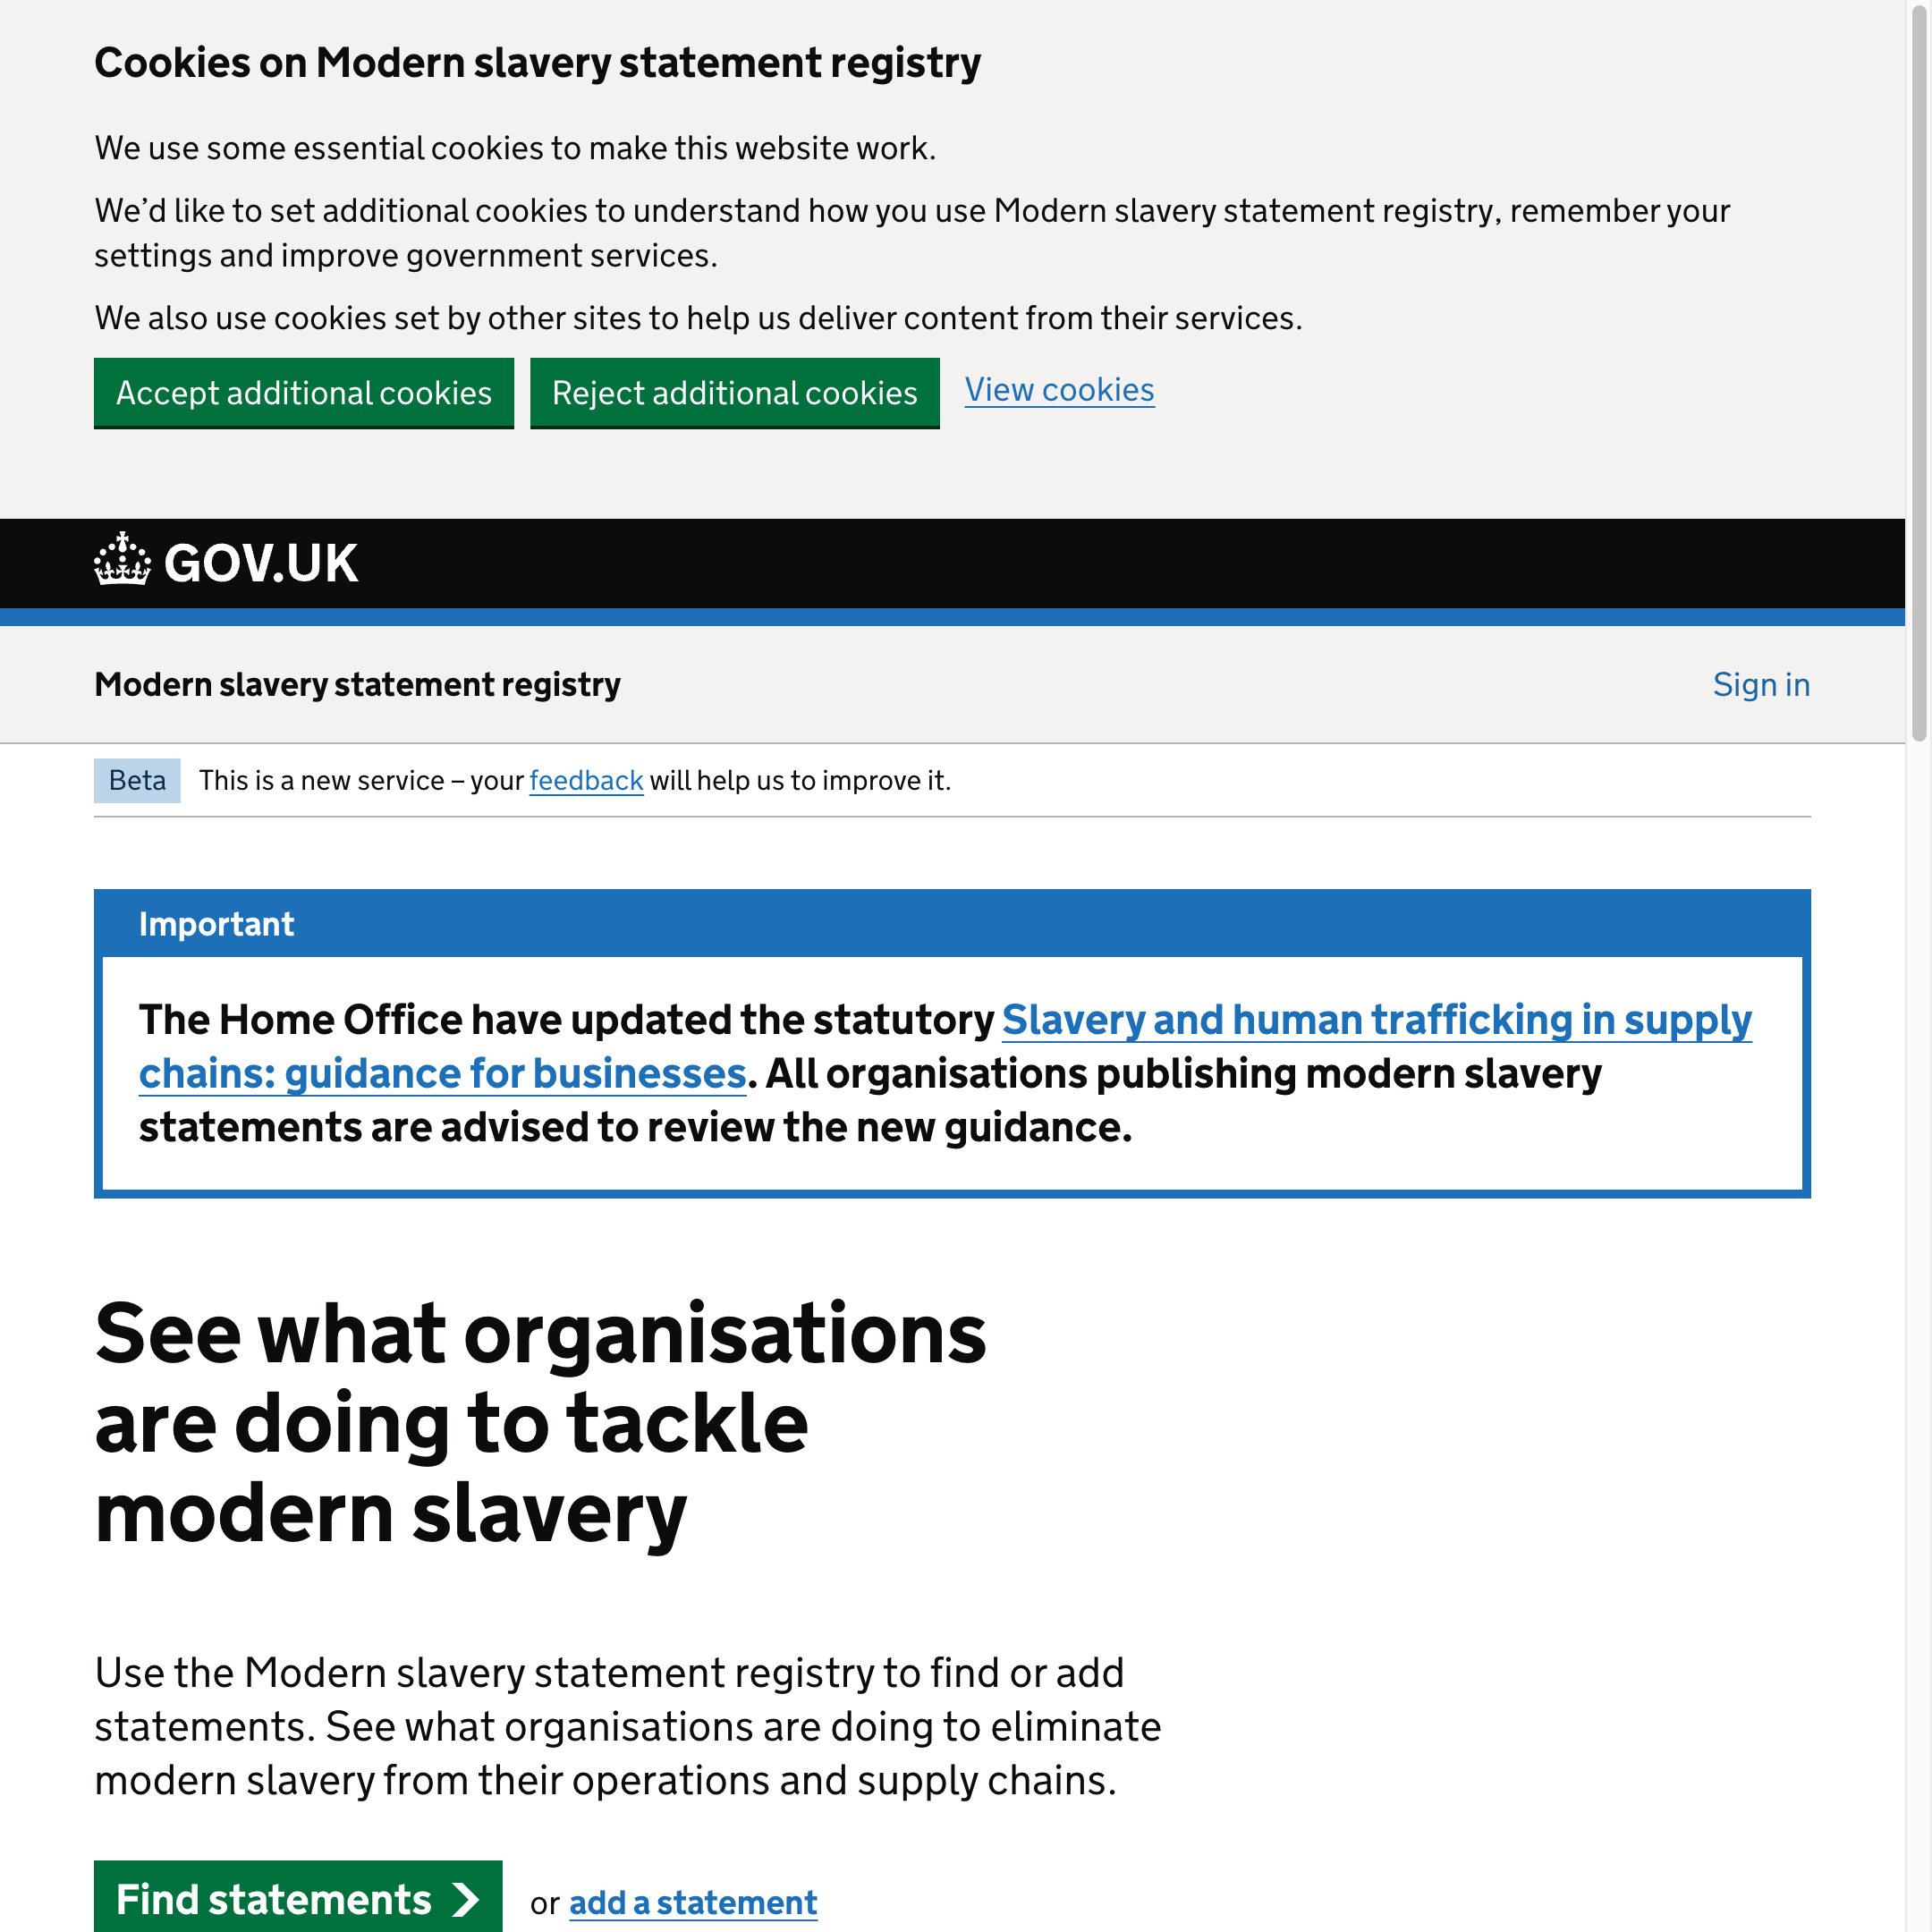 Cookies on Modern slavery statement registry
We use some essential cookies to make this website work.
We’d like to set additional cookies to understand how you use Modern slavery statement registry, remember your
settings and improve government services.
We also use cookies set by other sites to help us deliver content from their services.
Accept additional cookies Reject additional cookies View cookies
GOV.UK
Modern slavery statement registry Sign in
Beta This is a new service – your feedback will help us to improve it.
Important
The Home Office have updated the statutory Slavery and human trafficking in supply
chains: guidance for businesses. All organisations publishing modern slavery
statements are advised to review the new guidance.
See what organisations
are doing to tackle
modern slavery
Use the Modern slavery statement registry to find or add
statements. See what organisations are doing to eliminate
modern slavery from their operations and supply chains.
Find statements or add a statement